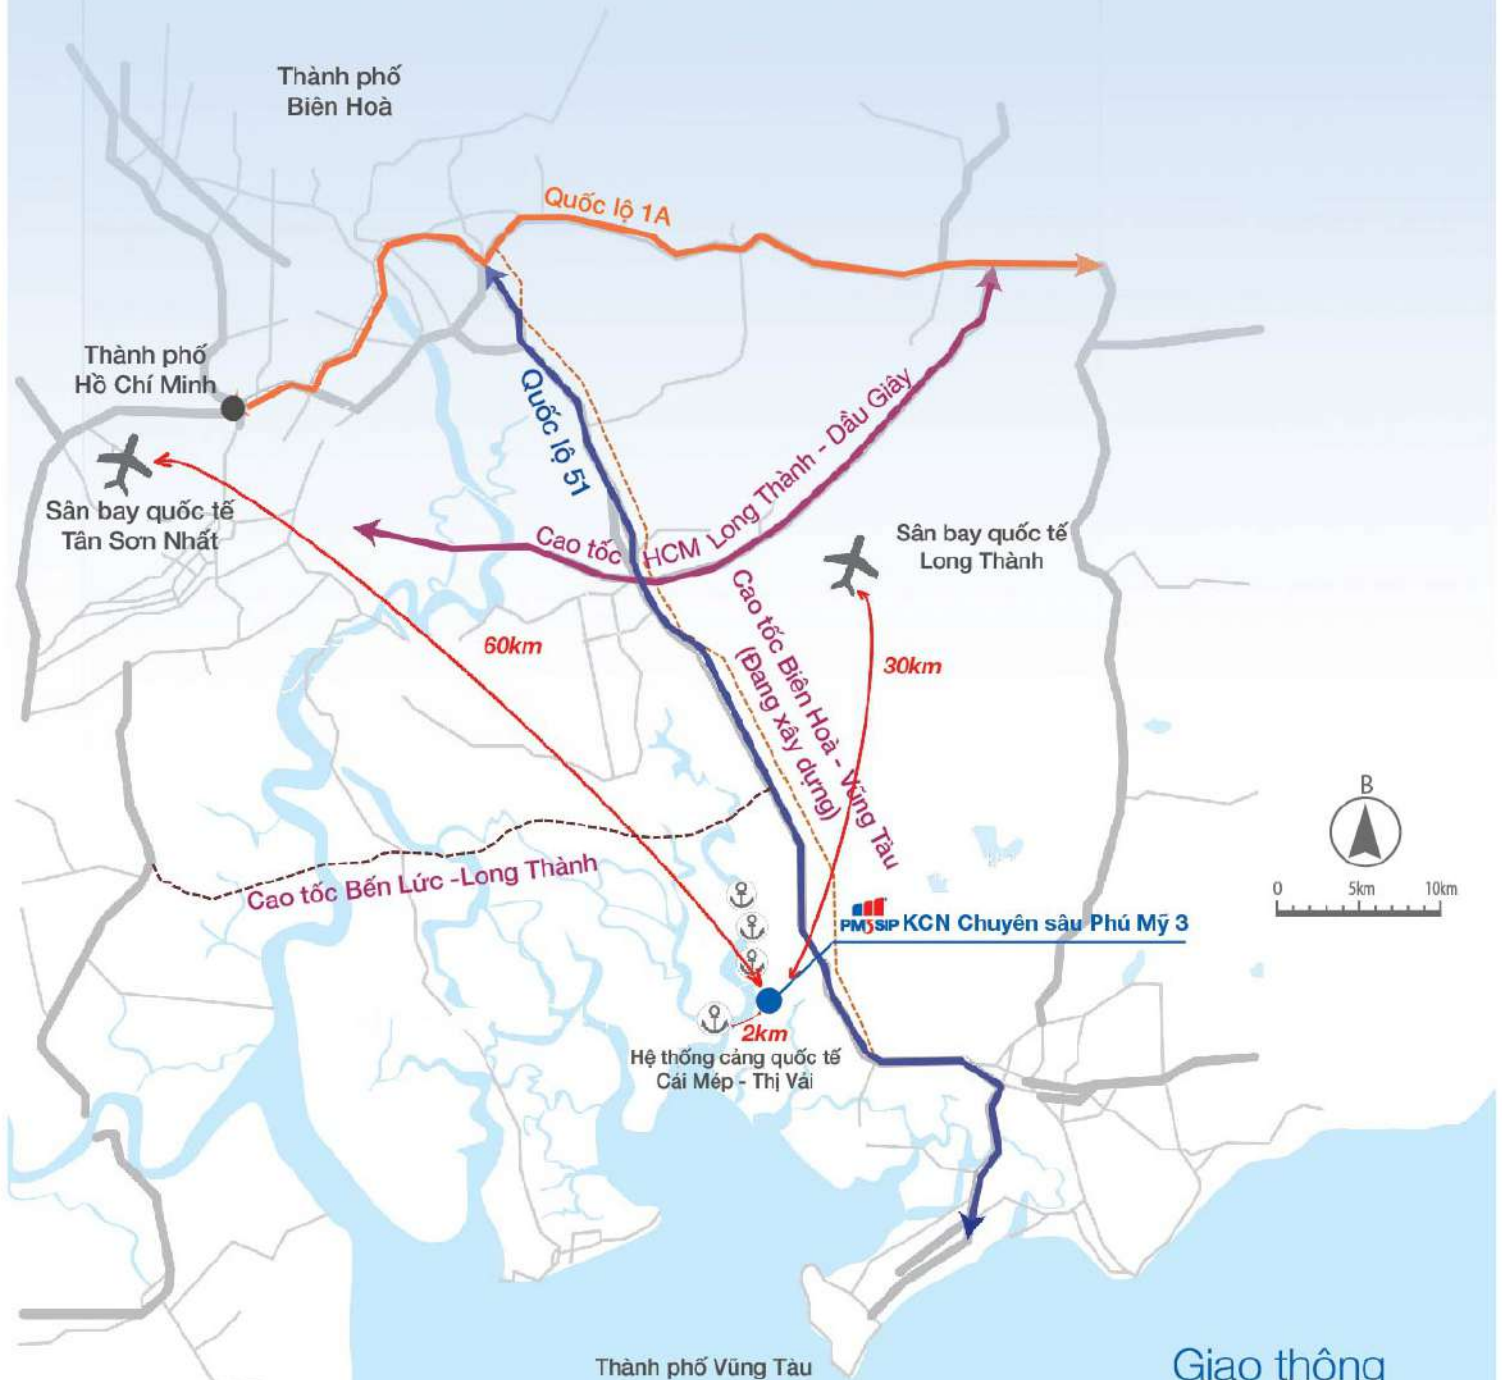 Thành phố
Biên Hoà
Quốc lộ 1A
Thành phố
Hồ Chí Minh
Quốc lộ 51
Cao tốc HCM Long Thành - Dầu Giây
Sân bay quốc tế
Tân Sơn Nhất
Sân bay quốc tế
Long Thành
60km
30km
Cao tốc Biên Hoà - Vũng Tàu
(Đang xây dựng)
B
0 5km 10km
Cao tốc Bến Lức -Long Thành
PM3SIP KCN Chuyên sâu Phú Mỹ 3
2km
Hệ thống cảng quốc tế
Cái Mép - Thị Vải
Thành phố Vũng Tàu
Giao thông